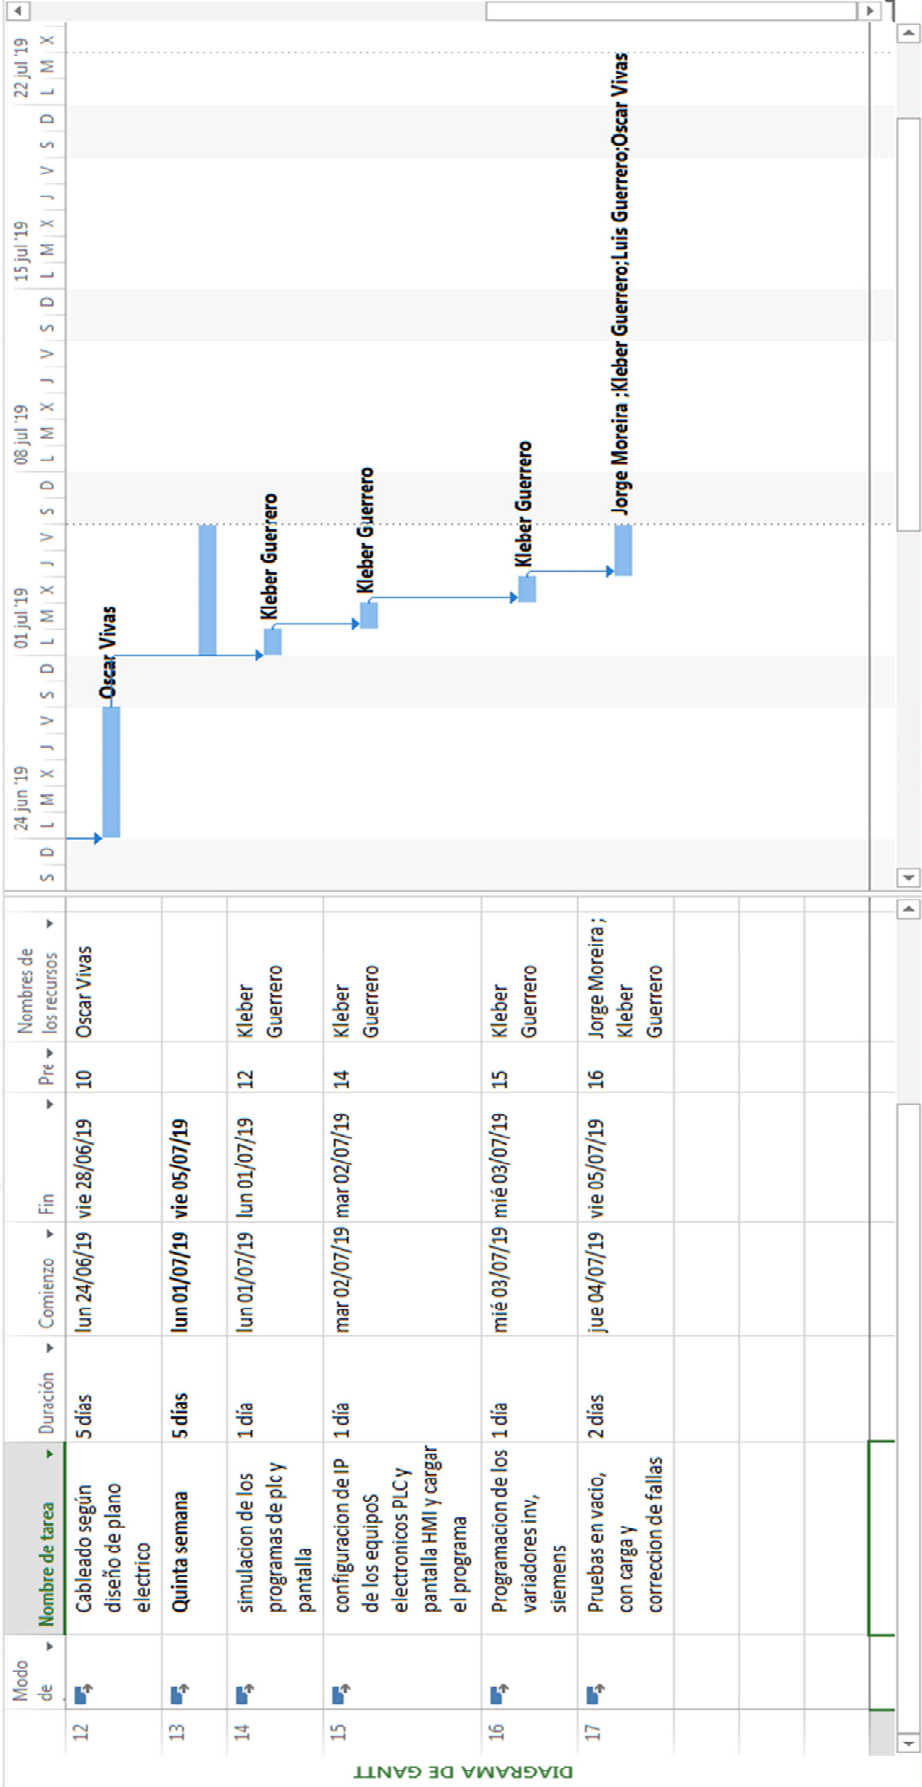 DIAGRAMA DE GANTT
Modo
de
Nombre de tarea
Duración
Comienzo
Fin
Pre
Nombres de
los recursos
12
Cableado según
diseño de plano
electrico
5 días
lun 24/06/19
vie 28/06/19
10
Oscar Vivas
13
Quinta semana
5 días
lun 01/07/19
vie 05/07/19
14
simulacion de los
programas de plc y
pantalla
1 día
lun 01/07/19
lun 01/07/19
12
Kleber
Guerrero
15
configuracion de IP
de los equipoS
electronicos PLC y
pantalla HMI y cargar
el programa
1 día
mar 02/07/19
mar 02/07/19
14
Kleber
Guerrero
16
Programacion de los
variadores inv,
siemens
1 día
mié 03/07/19
mié 03/07/19
15
Kleber
Guerrero
17
Pruebas en vacio,
con carga y
correccion de fallas
2 días
jue 04/07/19
vie 05/07/19
16
Jorge Moreira ;
Kleber
Guerrero
24 jun '19 01 jul '19 08 jul '19 15 jul '19 22 jul '19
S D L M X J V S D L M X J V S D L M X J V S D L M X J V S D L M X
Oscar Vivas
Kleber Guerrero
Kleber Guerrero
Kleber Guerrero
Jorge Moreira ;Kleber Guerrero;Luis Guerrero;Oscar Vivas